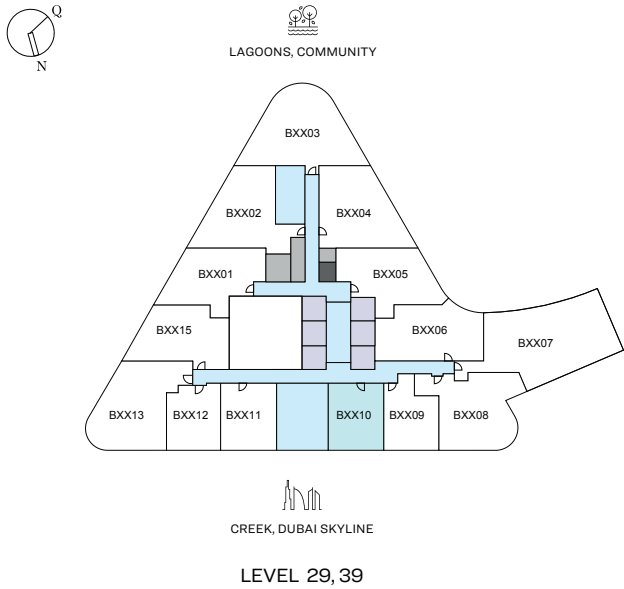 Q
N
LAGOONS, COMMUNITY
BXX03
BXX02
BXX04
BXX01
BXX05
BXX15
BXX06
BXX07
BXX13
BXX12
BXX11
BXX10
BXX09
BXX08
CREEK, DUBAI SKYLINE
LEVEL 29, 39